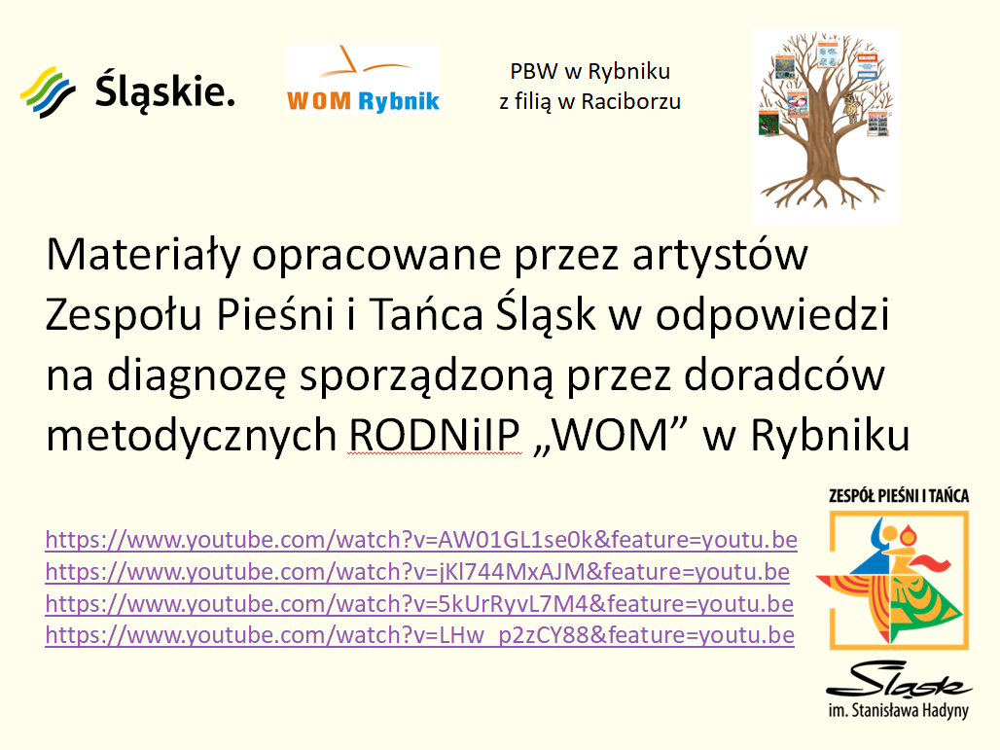 Śląskie.
WOM Rybnik
PBW w Rybniku
z filią w Raciborzu
Materiały opracowane przez artystów
Zespołu Pieśni i Tańca Śląsk w odpowiedzi
na diagnozę sporządzoną przez doradców
metodycznych RODNiIP „WOM” w Rybniku
https://www.youtube.com/watch?v=AW01GL1se0k&feature=youtu.be
https://www.youtube.com/watch?v=jKl744MxAJM&feature=youtu.be
https://www.youtube.com/watch?v=5kUrRyvL7M4&feature=youtu.be
https://www.youtube.com/watch?v=LHw_p2zCY88&feature=youtu.be
ZESPÓŁ PIEŚNI I TAŃCA
Śląsk
im. Stanisława Hadyny